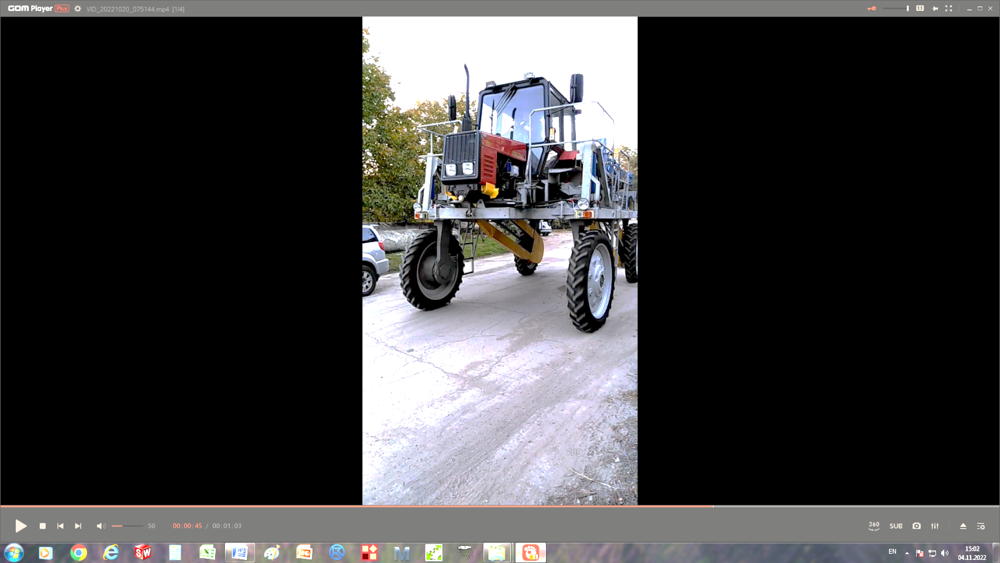 GOM Player Plus VID_20221020_075144.mp4 [1/4]
50 00:00:45 / 00:01:03
360 SUB
EN
15:02
04.11.2022